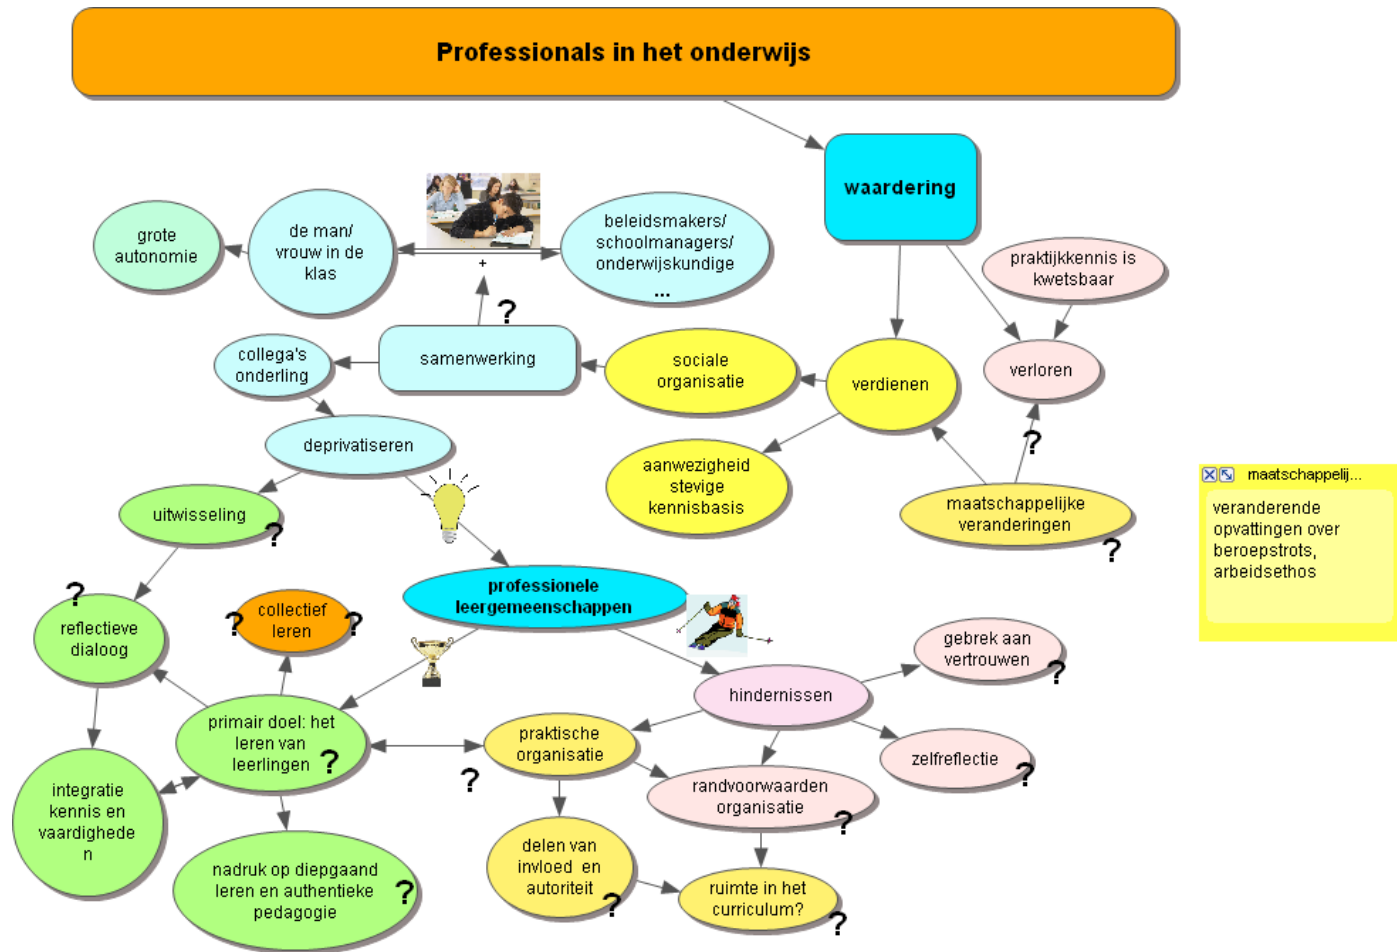 Professionals in het onderwijs
waardering
grote
autonomie
de man/
vrouw in de
klas
+
beleidsmakers/
schoolmanagers/
onderwijskundige
...
praktijkkennis is
kwetsbaar
?
collega's
onderling
samenwerking
sociale
organisatie
verdienen
verloren
?
deprivatiseren
aanwezigheid
stevige
kennisbasis
maatschappelijke
veranderingen
?
maatschappelij...
veranderende
opvattingen over
beroepstrots,
arbeidsethos
uitwisseling
?
professionele
leergemeenschappen
?
reflectieve
dialoog
?
collectief
leren
?
gebrek aan
vertrouwen
?
hindernissen
primair doel: het
leren van
leerlingen
?
praktische
organisatie
?
zelfreflectie
?
randvoorwaarden
organisatie
?
integratie
kennis en
vaardighede
n
nadruk op diepgaand
leren en authentieke
pedagogie
?
delen van
invloed en
autoriteit
?
ruimte in het
curriculum?
?